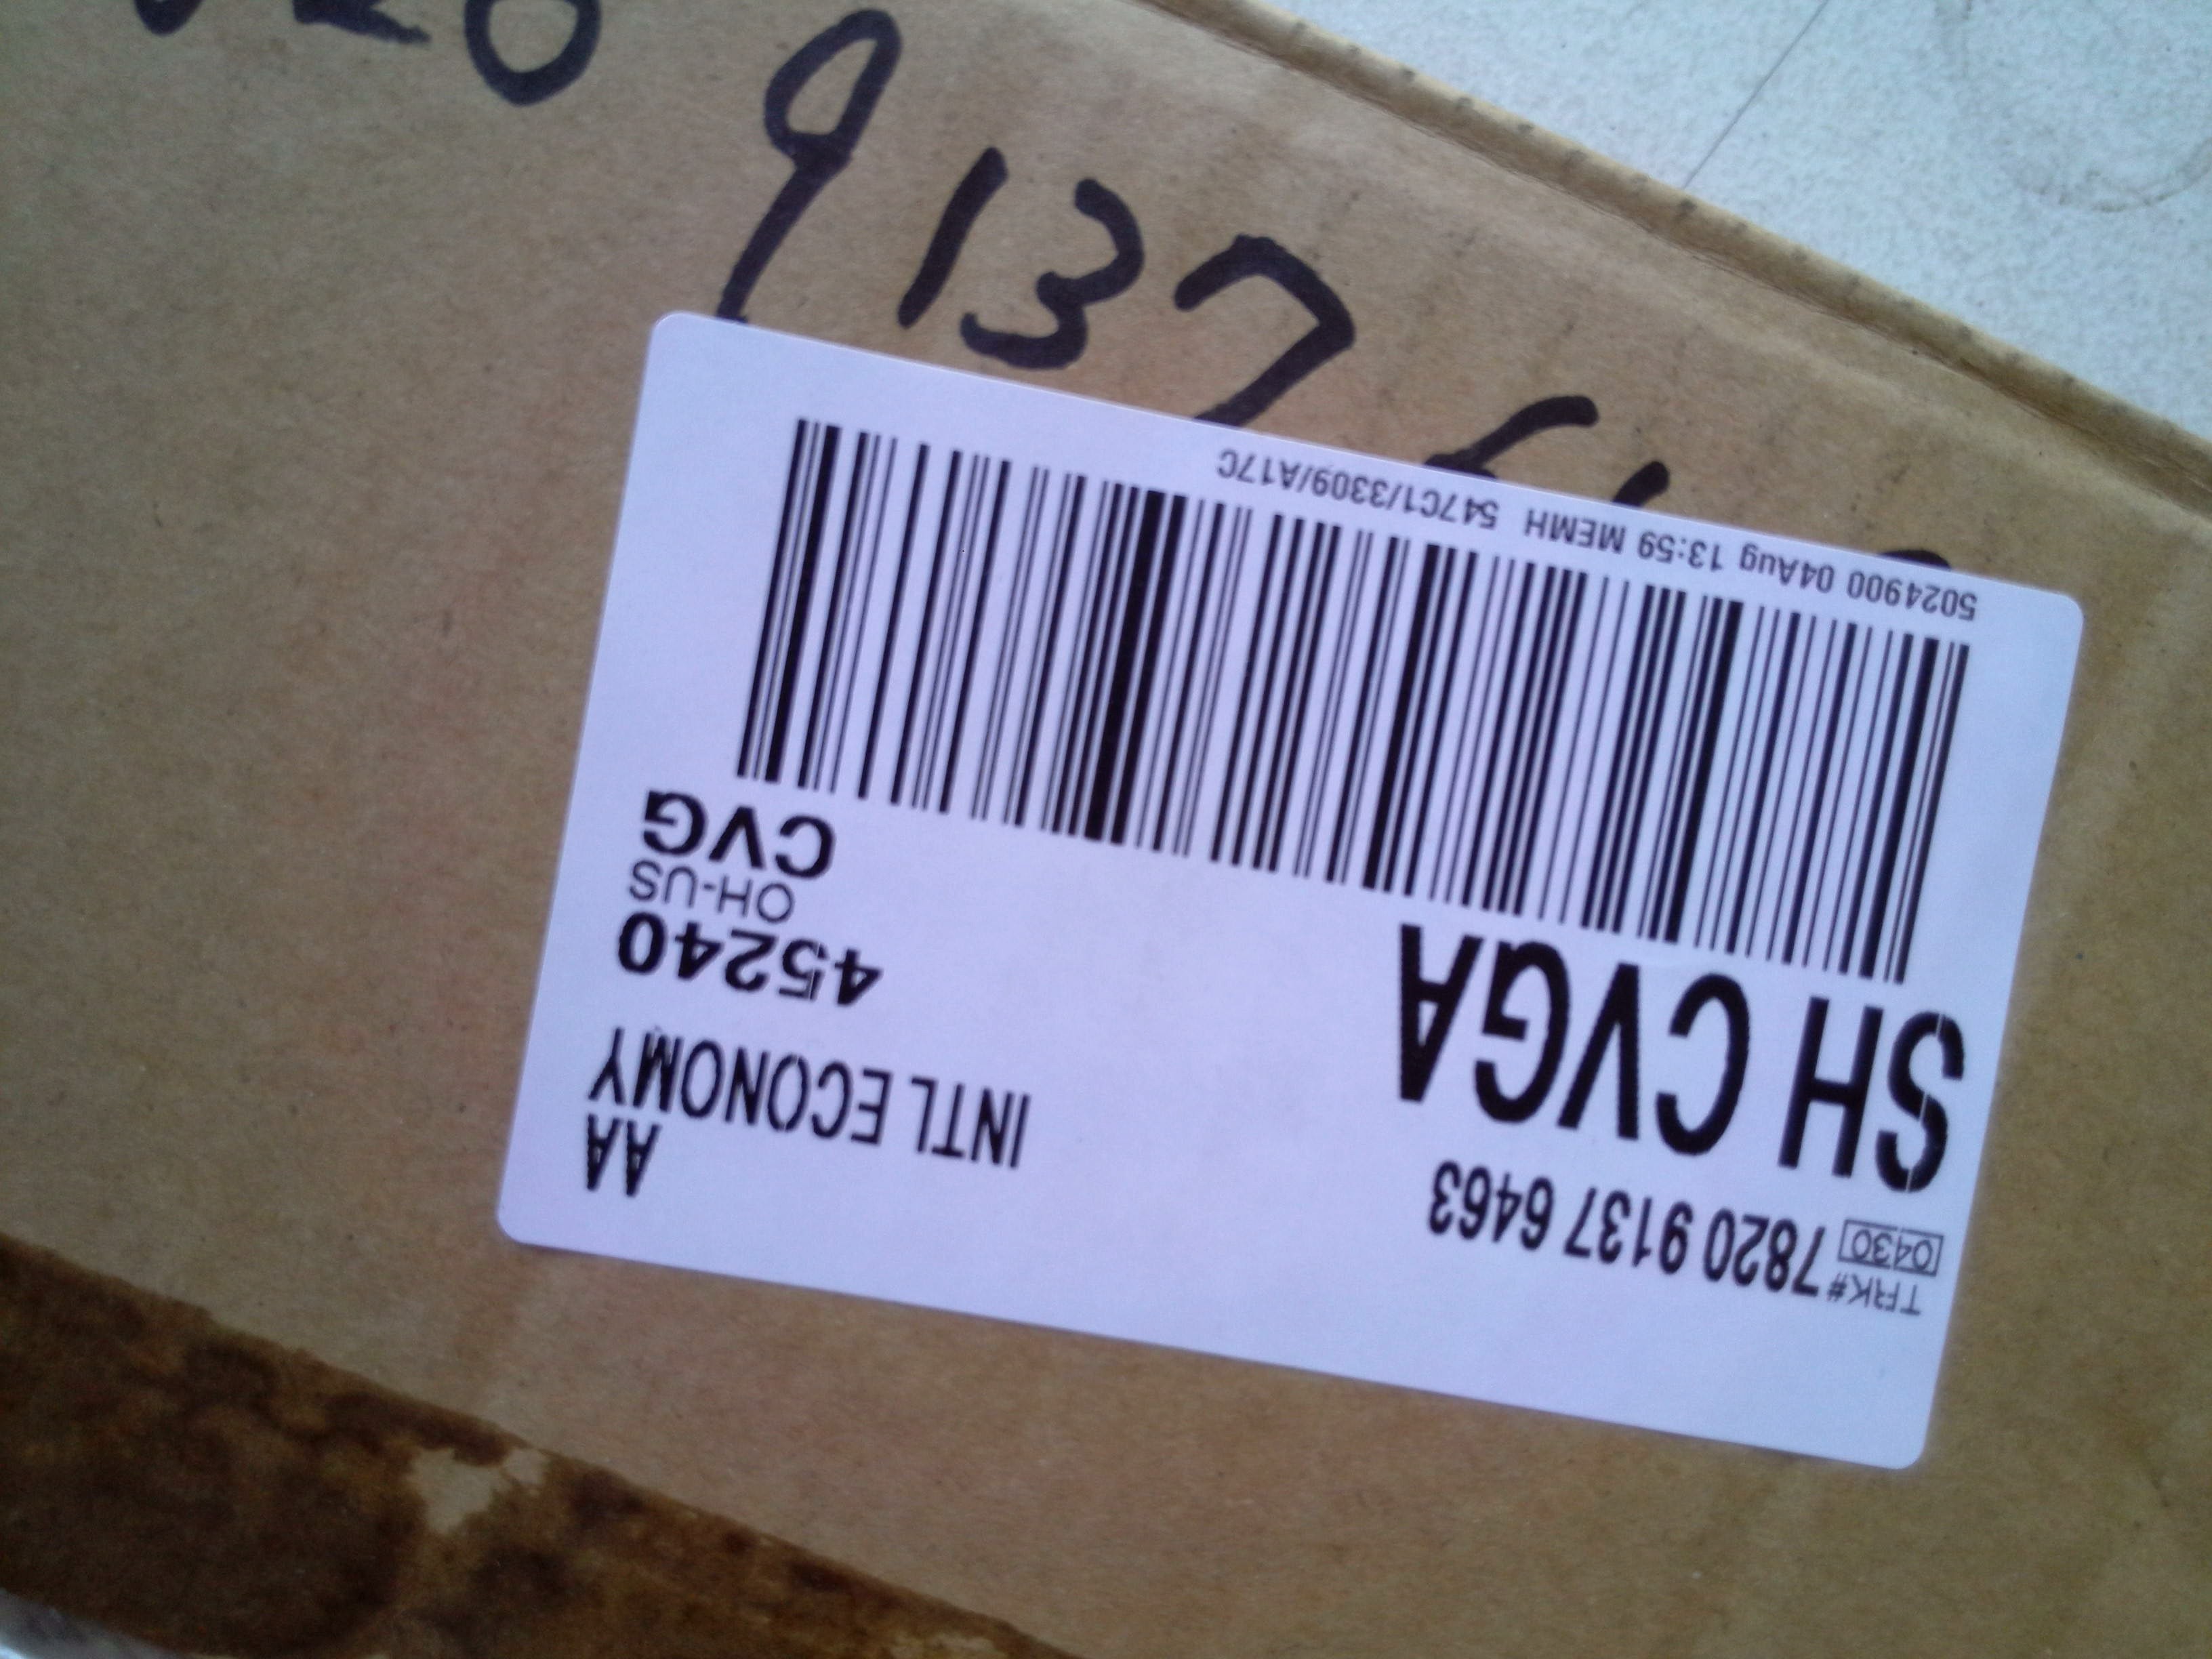 9137
TRK# 7820 9137 6463
0430
SH CVGA
AA
INTL ECONOMY
45240
OH-US
CVG
5024900 04Aug 13:59 MEMH 547C1/3309/A17C